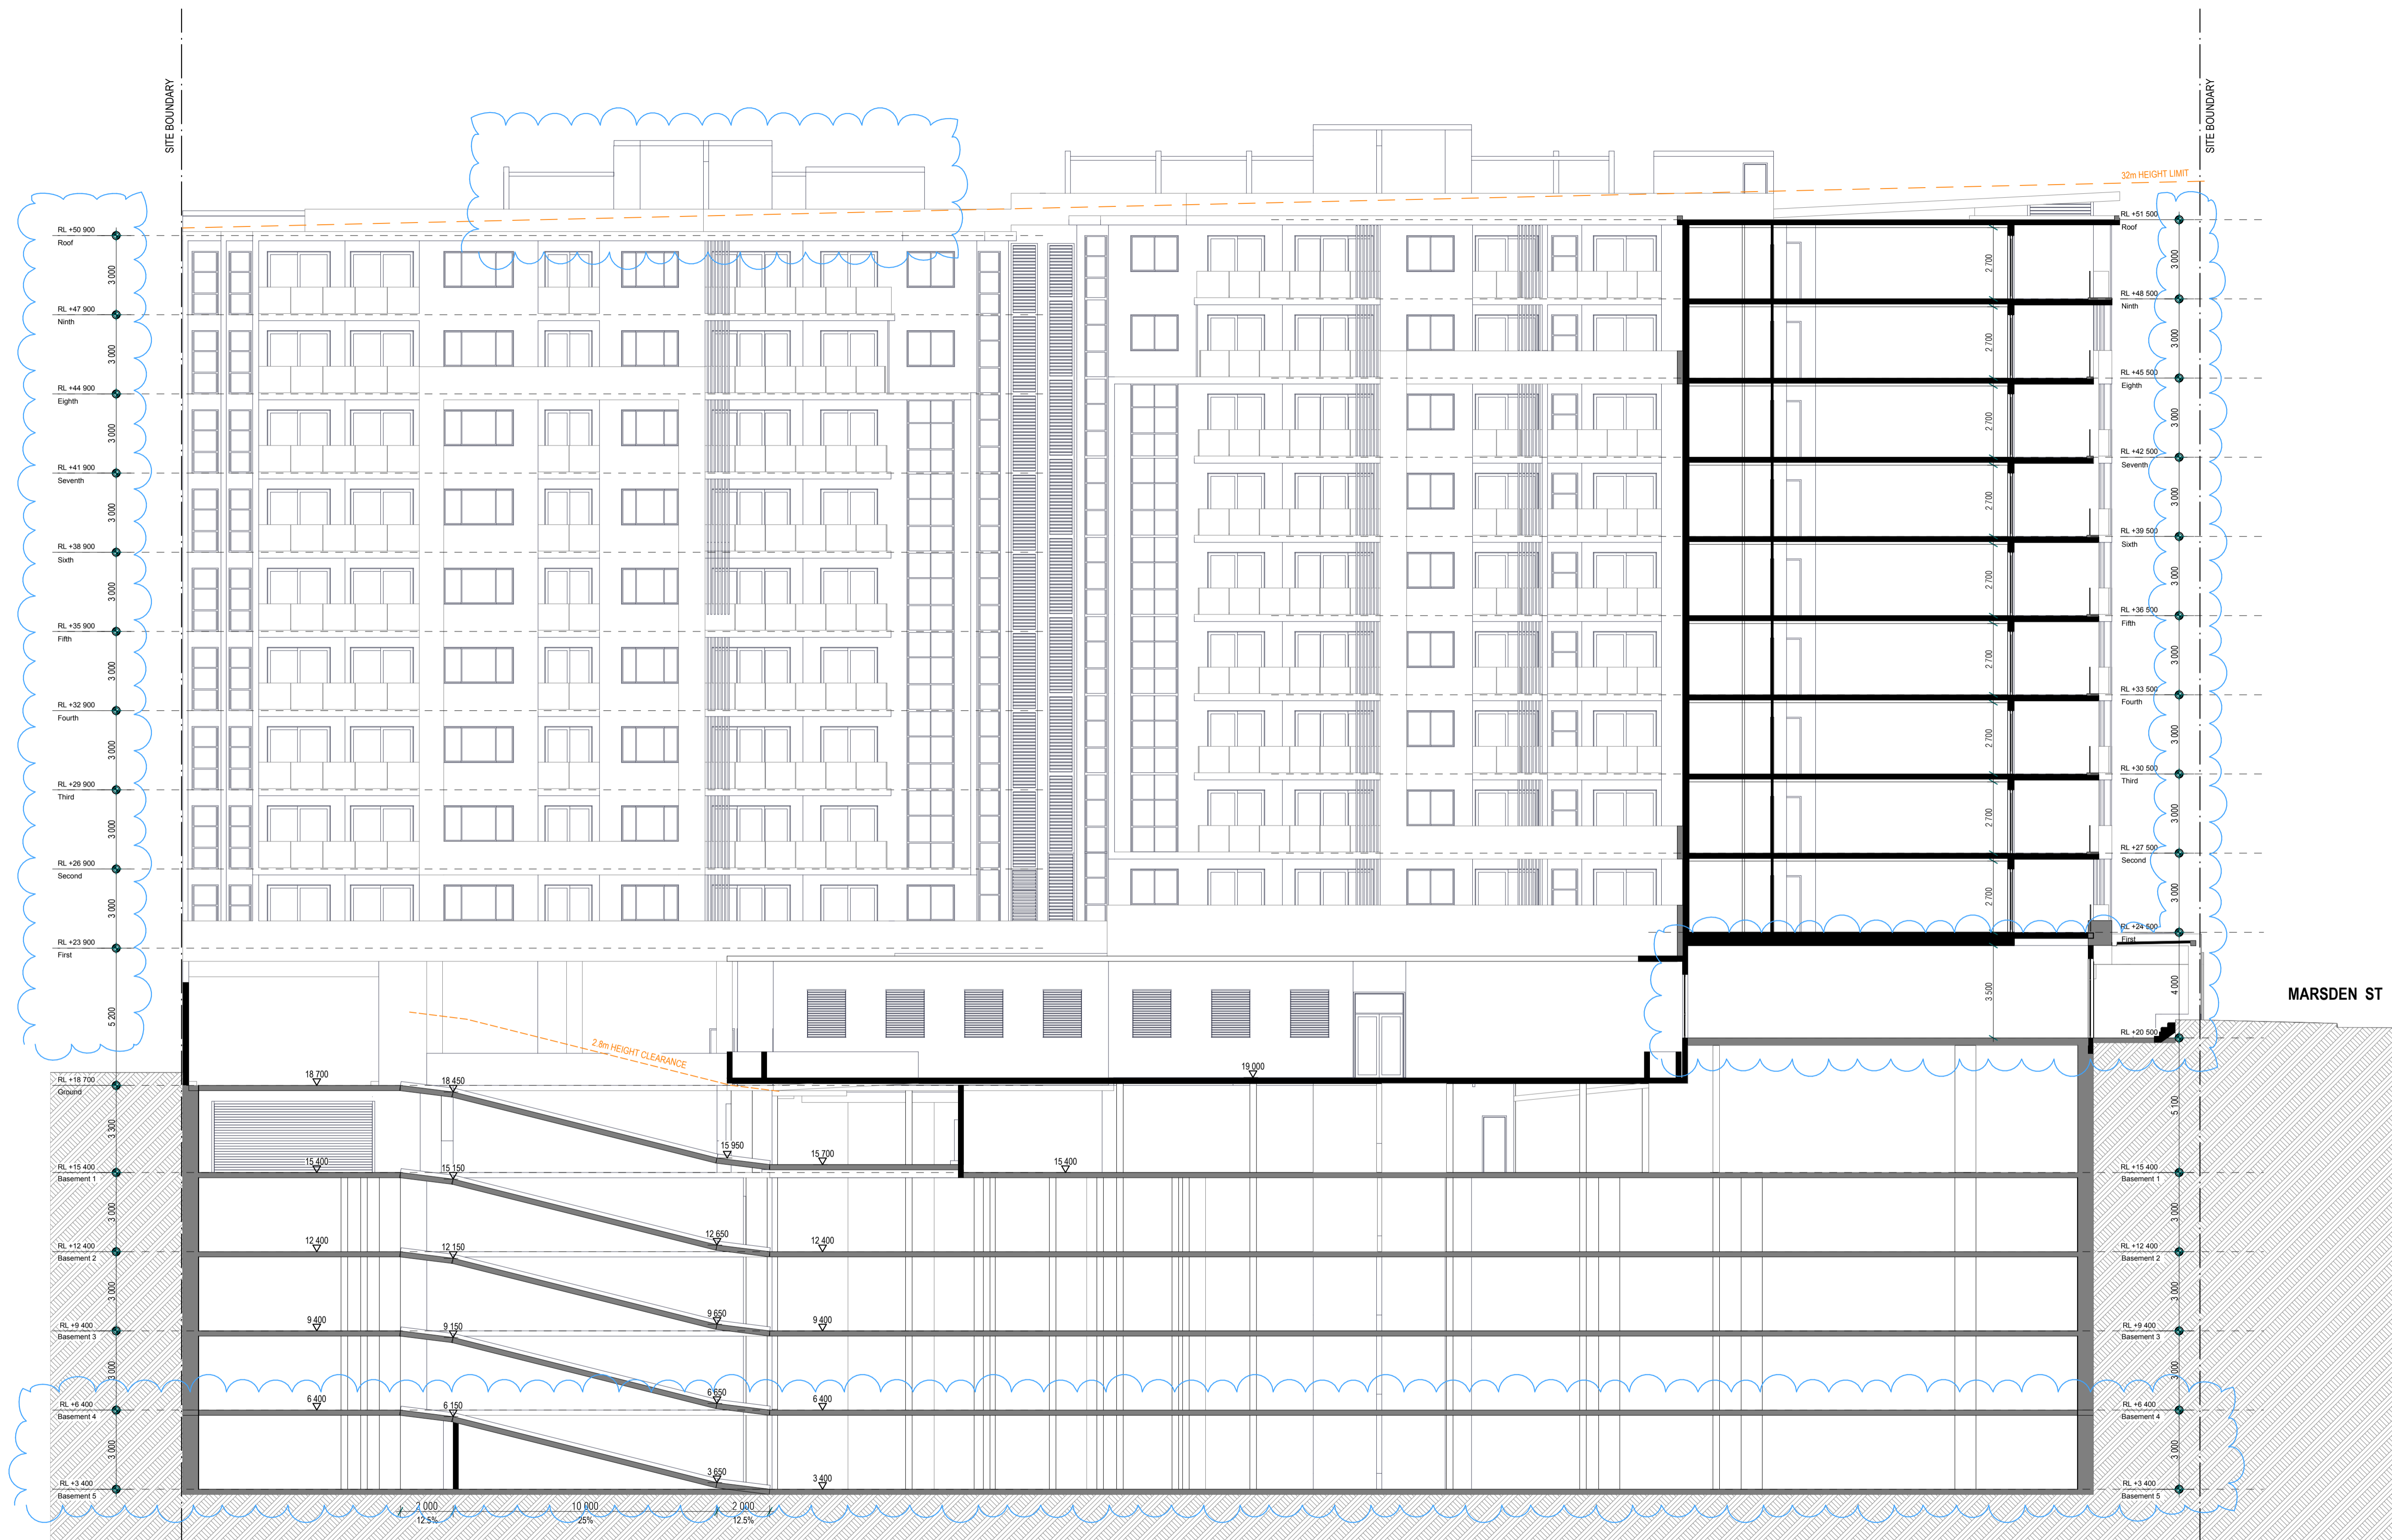 SITE BOUNDARY
SITE BOUNDARY
32m HEIGHT LIMIT
RL +50 900
Roof
3 000
RL +47 900
Ninth
3 000
RL +44 900
Eighth
3 000
RL +41 900
Seventh
3 000
RL +38 900
Sixth
3 000
RL +35 900
Fifth
3 000
RL +32 900
Fourth
3 000
RL +29 900
Third
3 000
RL +26 900
Second
3 000
RL +23 900
First
5 200
RL +18 700
Ground
3 300
RL +15 400
Basement 1
3 000
RL +12 400
Basement 2
3 000
RL +9 400
Basement 3
3 000
RL +6 400
Basement 4
3 000
RL +3 400
Basement 5
2 700
2 700
2 700
2 700
2 700
2 700
2 700
2 700
2 700
3 500
RL +51 500
Roof
3 000
RL +48 500
Ninth
3 000
RL +45 500
Eighth
3 000
RL +42 500
Seventh
3 000
RL +39 500
Sixth
3 000
RL +36 500
Fifth
3 000
RL +33 500
Fourth
3 000
RL +30 500
Third
3 000
RL +27 500
Second
3 000
RL +24 500
First
4 000
RL +20 500
5 100
RL +15 400
Basement 1
3 000
RL +12 400
Basement 2
3 000
RL +9 400
Basement 3
3 000
RL +6 400
Basement 4
3 000
RL +3 400
Basement 5
MARSDEN ST
2.8m HEIGHT CLEARANCE
18 700
18 450
19 000
15 950
15 700
15 400
15 150
15 400
12 650
12 400
12 400
12 150
9 650
9 400
9 400
9 150
6 650
6 400
6 400
6 150
3 650
3 400
2 000
10 000
2 000
12.5%
25%
12.5%